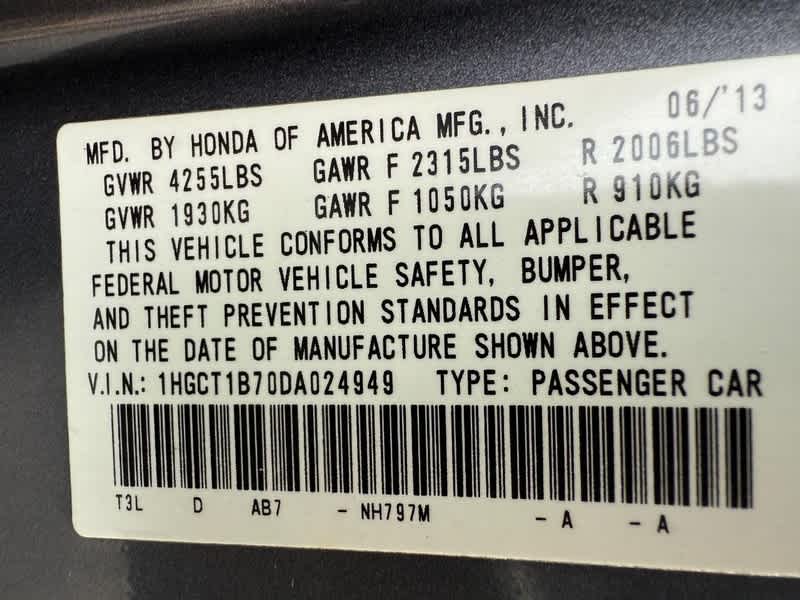 MFD. BY HONDA OF AMERICA MFG., INC. 06/'13
GVWR 4255LBS GAWR F 2315LBS R 2006LBS
GVWR 1930KG GAWR F 1050KG R 910KG
THIS VEHICLE CONFORMS TO ALL APPLICABLE
FEDERAL MOTOR VEHICLE SAFETY, BUMPER,
AND THEFT PREVENTION STANDARDS IN EFFECT
ON THE DATE OF MANUFACTURE SHOWN ABOVE.
V.I.N.: 1HGCT1B70DA024949 TYPE: PASSENGER CAR
T3L D AB7 - NH797M - A - A